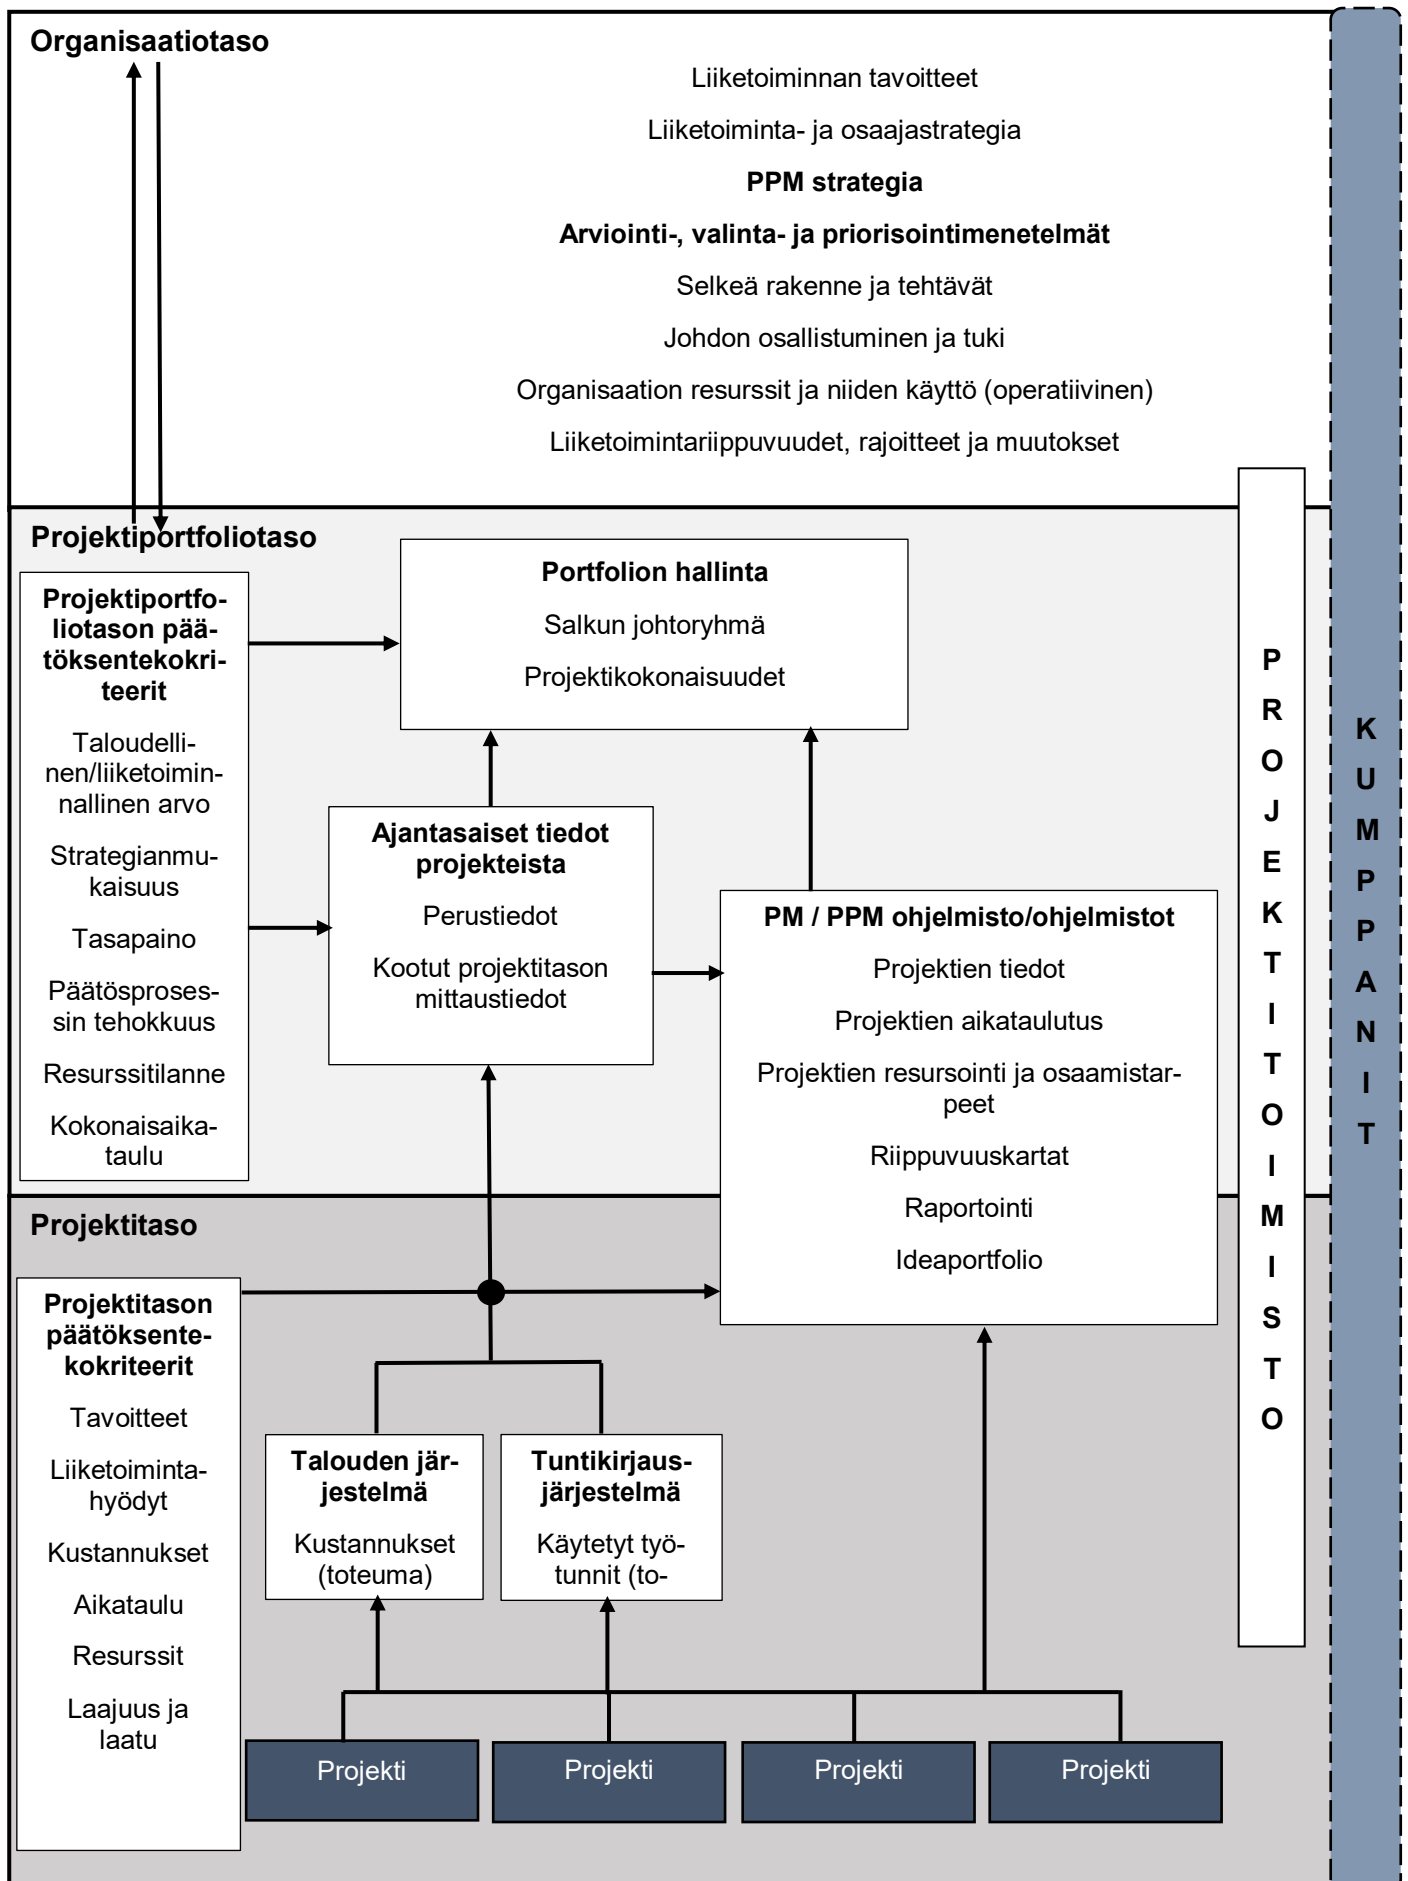 Organisaatiotaso
Liiketoiminnan tavoitteet
Liiketoiminta- ja osaajastrategia
PPM strategia
Arviointi-, valinta- ja priorisointimenetelmät
Selkeä rakenne ja tehtävät
Johdon osallistuminen ja tuki
Organisaation resurssit ja niiden käyttö (operatiivinen)
Liiketoimintariippuvuudet, rajoitteet ja muutokset
Projektiportfoliotaso
Projektiportfo-
liotason pää-
töksentekokri-
teerit
Taloudelli-
nen/liiketoimin-
nallinen arvo
Strategianmu-
kaisuus
Tasapaino
Päätösproses-
sin tehokkuus
Resurssitilanne
Kokonaisaika-
taulu
Portfolion hallinta
Salkun johtoryhmä
Projektikokonaisuudet
Ajantasaiset tiedot
projekteista
Perustiedot
Kootut projektitason
mittaustiedot
PM / PPM ohjelmisto/ohjelmistot
Projektien tiedot
Projektien aikataulutus
Projektien resursointi ja osaamistar-
peet
Riippuvuuskartat
Raportointi
Ideaportfolio
Projektitaso
Projektitason
päätöksente-
kokriteerit
Tavoitteet
Liiketoiminta-
hyödyt
Kustannukset
Aikataulu
Resurssit
Laajuus ja
laatu
Talouden jär-
jestelmä
Kustannukset
(toteuma)
Tuntikirjaus-
järjestelmä
Käytetyt työ-
tunnit (to-
Projekti
Projekti
Projekti
Projekti
P
R
O
J
E
K
T
I
T
O
I
M
I
S
T
O
K
U
M
P
P
A
N
I
T